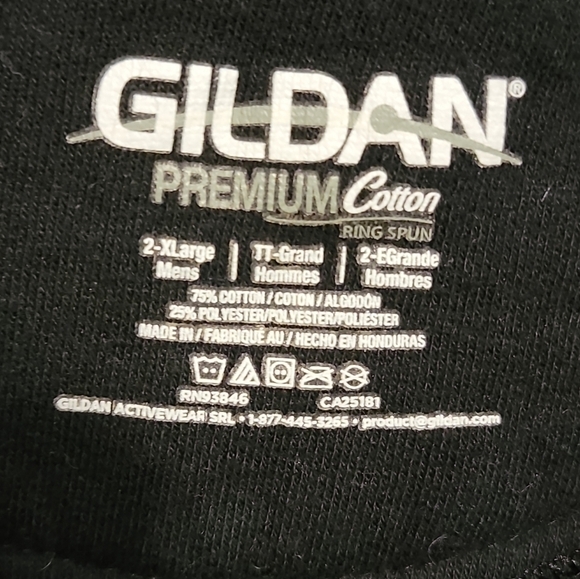 GILDAN®
PREMIUM Cotton
RING SPUN
2-XLarge | TT-Grand | 2-EGrande
Mens | Hommes | Hombres
75% COTTON / COTON / ALGODÓN
25% POLYESTER/POLYESTER/POLIÉSTER
MADE IN / FABRIQUÉ AU / HECHO EN HONDURAS
RN93846 CA25181
GILDAN ACTIVEWEAR SRL • 1-877-445-3265 • product@gildan.com